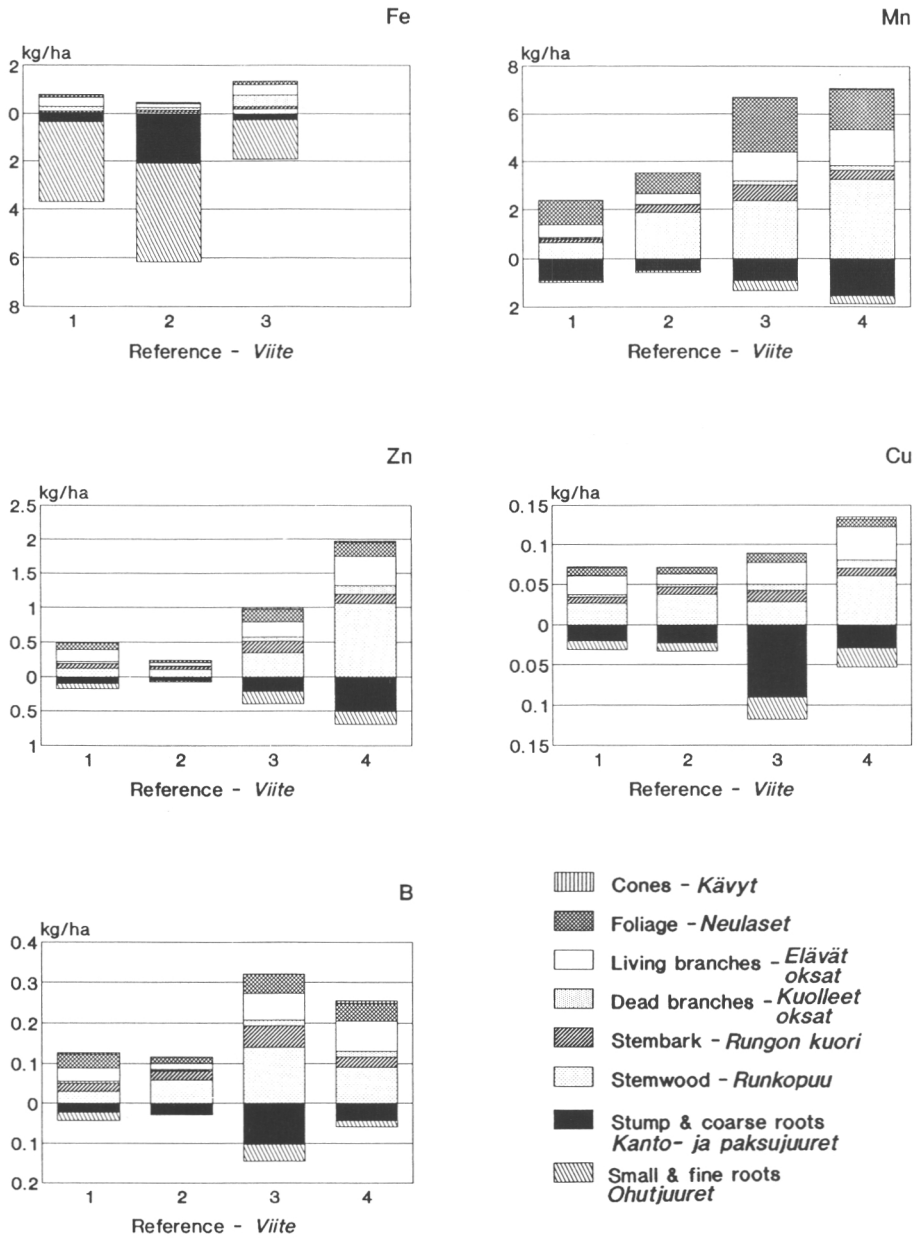 Fe
kg/ha
2
0
2
4
6
8
1 2 3
Reference - Viite
Mn
kg/ha
8
6
4
2
0
2
1 2 3 4
Reference - Viite
Zn
kg/ha
2.5
2
1.5
1
0.5
0
0.5
1
1 2 3 4
Reference - Viite
Cu
kg/ha
0.15
0.1
0.05
0
0.05
0.1
0.15
1 2 3 4
Reference - Viite
B
kg/ha
0.4
0.3
0.2
0.1
0
0.1
0.2
1 2 3 4
Reference - Viite
Cones - Kävyt
Foliage - Neulaset
Living branches - Elävät
oksat
Dead branches - Kuolleet
oksat
Stembark - Rungon kuori
Stemwood - Runkopuu
Stump & coarse roots
Kanto- ja paksujuuret
Small & fine roots
Ohutjuuret